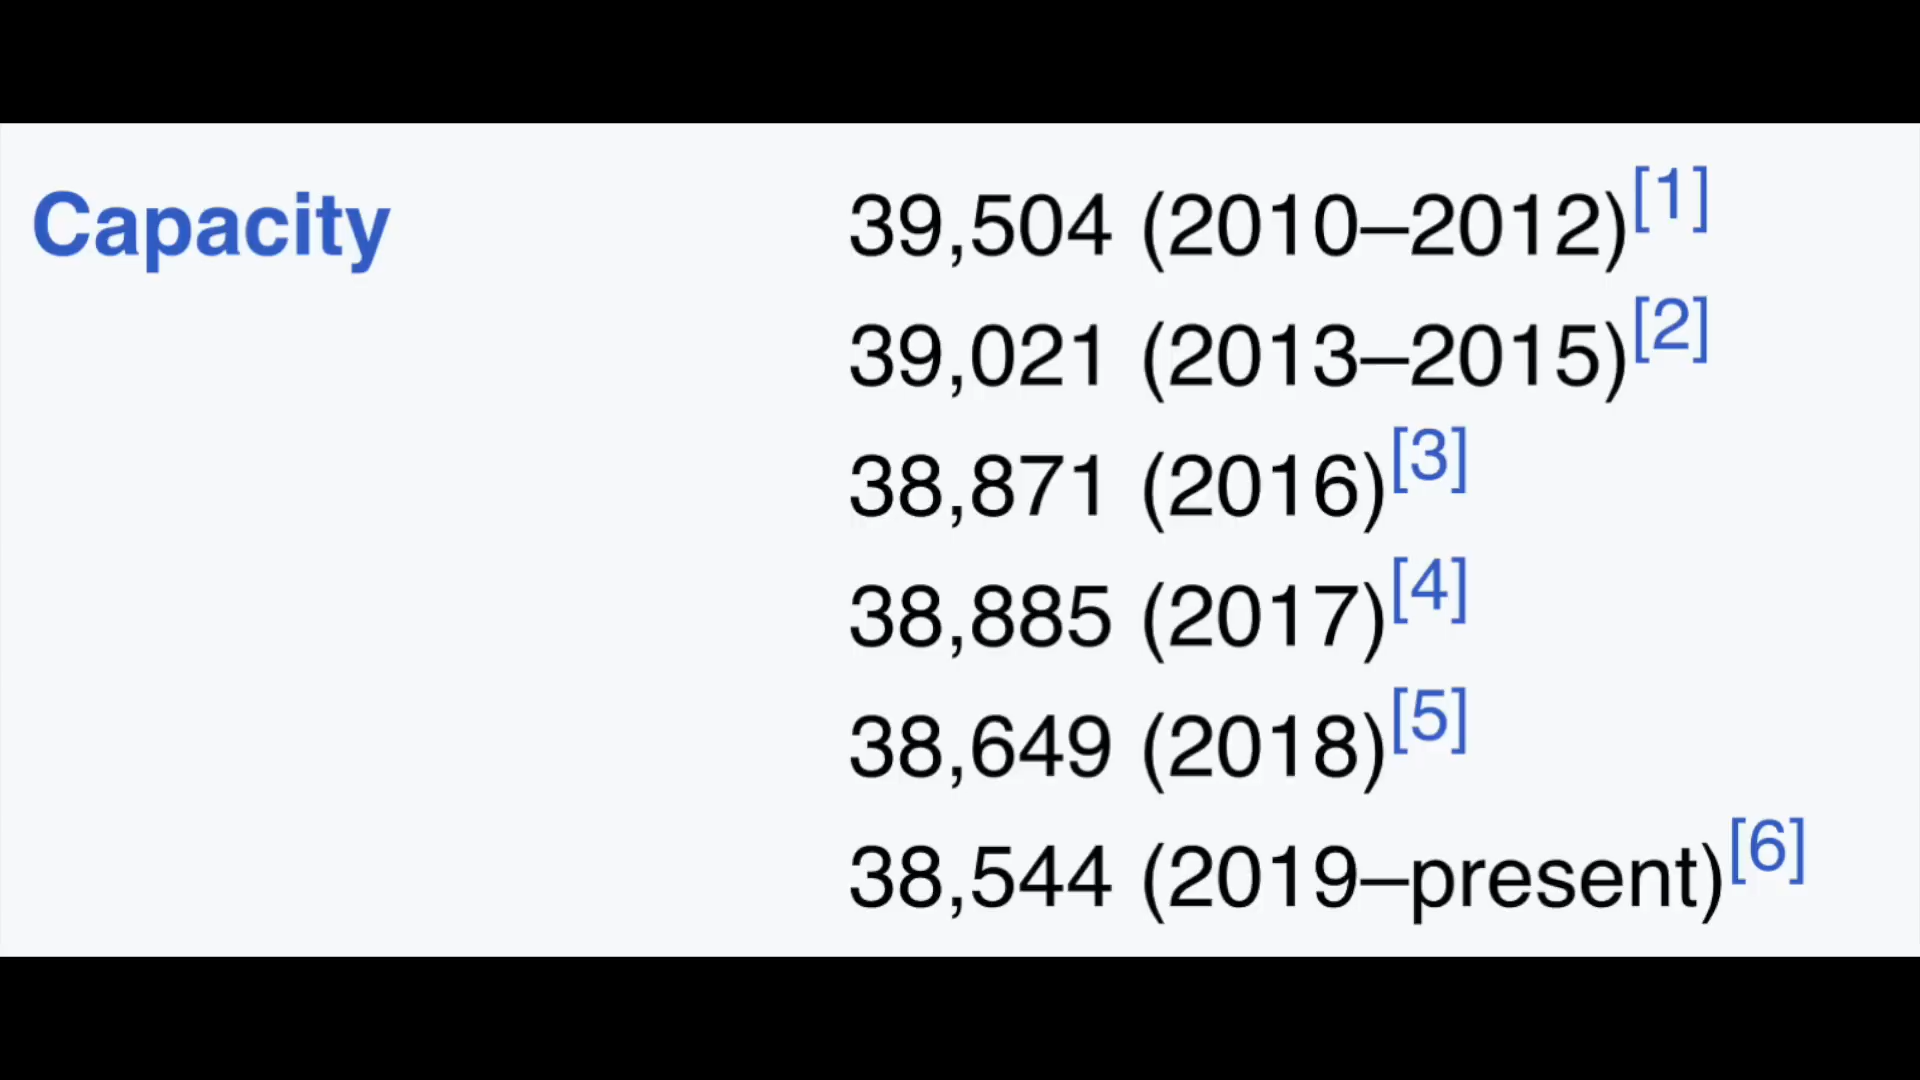 Capacity 39,504 (2010–2012)[1]
39,021 (2013–2015)[2]
38,871 (2016)[3]
38,885 (2017)[4]
38,649 (2018)[5]
38,544 (2019–present)[6]